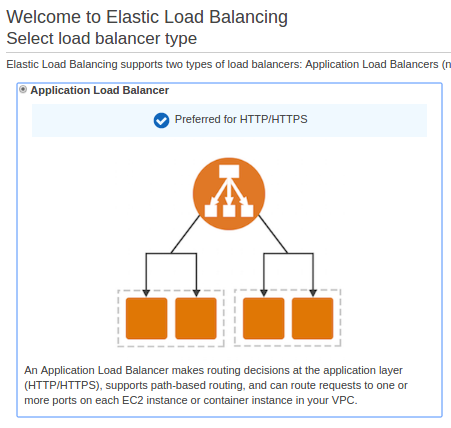 Welcome to Elastic Load Balancing
Select load balancer type
Elastic Load Balancing supports two types of load balancers: Application Load Balancers (n
Application Load Balancer
Preferred for HTTP/HTTPS
An Application Load Balancer makes routing decisions at the application layer
(HTTP/HTTPS), supports path-based routing, and can route requests to one or
more ports on each EC2 instance or container instance in your VPC.